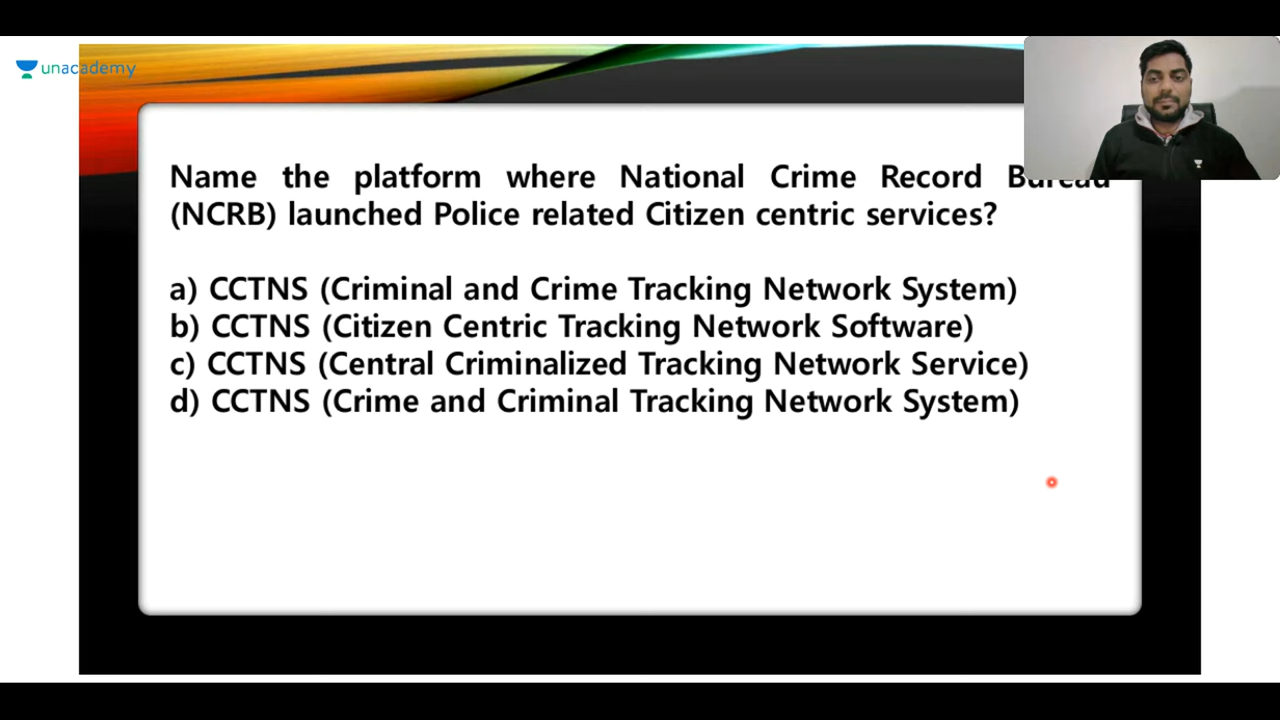 unacademy
Name the platform where National Crime Record Bureau
(NCRB) launched Police related Citizen centric services?
a) CCTNS (Criminal and Crime Tracking Network System)
b) CCTNS (Citizen Centric Tracking Network Software)
c) CCTNS (Central Criminalized Tracking Network Service)
d) CCTNS (Crime and Criminal Tracking Network System)